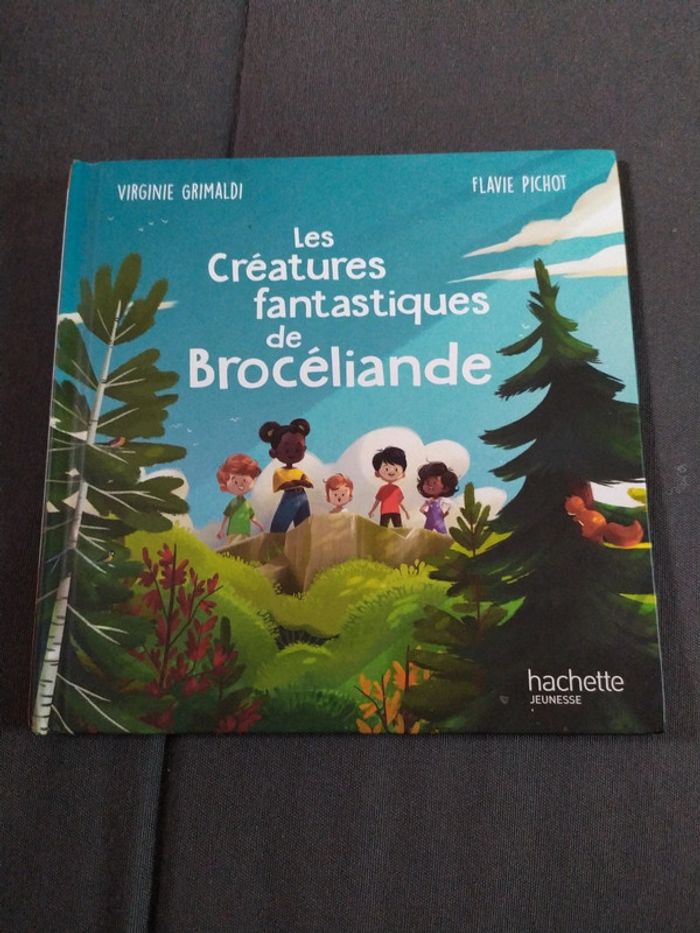 VIRGINIE GRIMALDI
FLAVIE PICHOT
Les
Créatures
fantastiques
de
Brocéliande
hachette
JEUNESSE